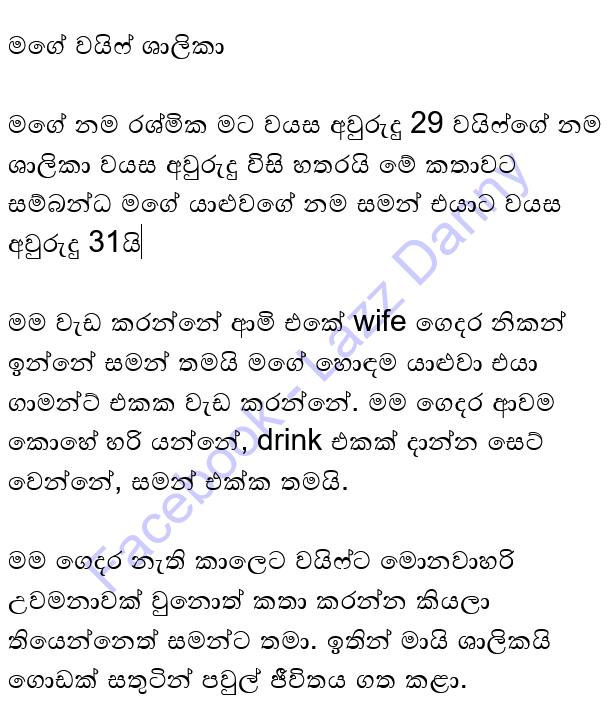 මගේ වයිෆ් ශාලිකා
මගේ නම රශ්මික මට වයස අවුරුදු 29 වයිෆ්ගේ නම
ශාලිකා වයස අවුරුදු විසි හතරයි මේ කතාවට
සම්බන්ධ මගේ යාළුවගේ නම සමන් එයාට වයස
අවුරුදු 31යි
මම වැඩ කරන්නේ ආමි එකේ wife ගෙදර නිකන්
ඉන්නේ සමන් තමයි මගේ හොඳම යාළුවා එයා
ගාමන්ට් එකක වැඩ කරන්නේ. මම ගෙදර ආවම
කොහේ හරි යන්නේ, drink එකක් දාන්න සෙට්
වෙන්නේ, සමන් එක්ක තමයි.
මම ගෙදර නැති කාලෙට වයිෆ්ට මොනවාහරි
උවමනාවක් වුනොත් කතා කරන්න කියලා
තියෙන්නෙත් සමන්ට තමා. ඉතින් මායි ශාලිකයි
ගොඩක් සතුටින් පවුල් ජීවිතය ගත කළා.
Facebook - Lazz Danny